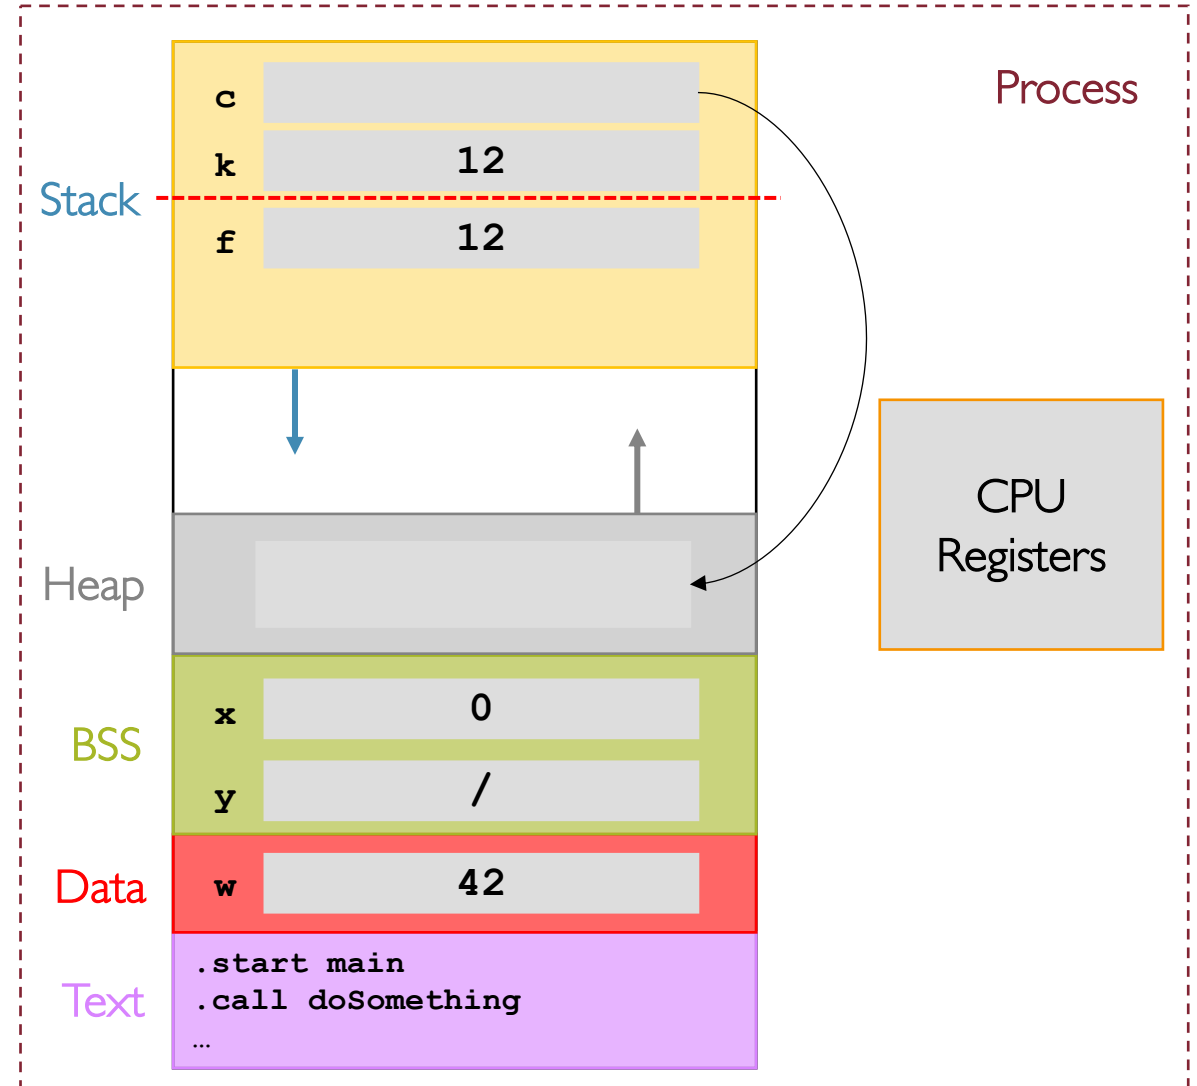 Process
c
k 12
Stack
f 12
CPU
Registers
Heap
x 0
BSS
y /
Data w 42
.start main
.call doSomething
Text
…